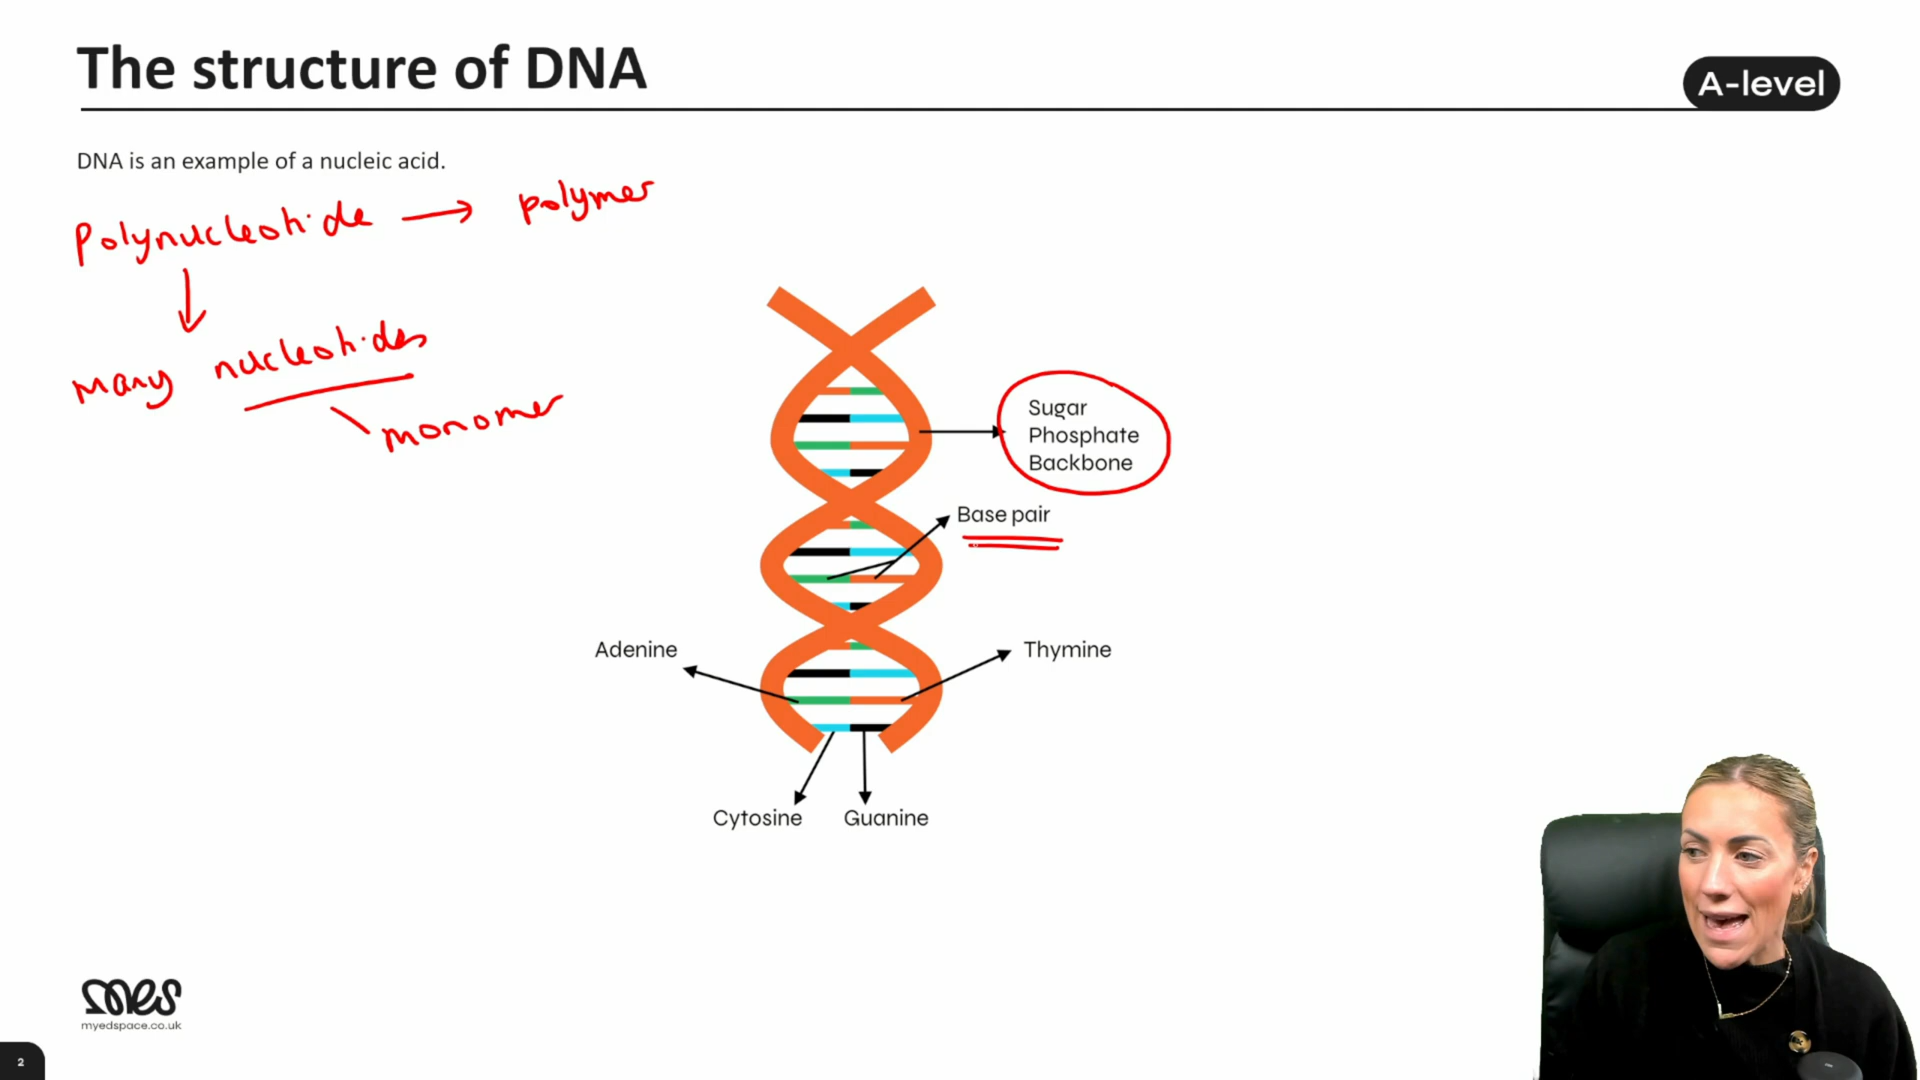 The structure of DNA
A-level
DNA is an example of a nucleic acid.
Polynucleotide → polymer
↓
Many nucleotides
monomer
Sugar
Phosphate
Backbone
Base pair
Adenine
Thymine
Cytosine
Guanine
mes
myedspace.co.uk
2